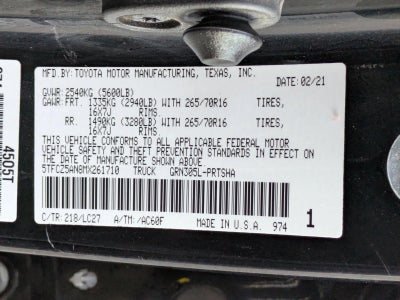 MFD.BY:TOYOTA MOTOR MANUFACTURING, TEXAS, INC.
DATE:02/21
GVWR:2540KG (5600LB)
GAWR FRT. 1335KG (2940LB) WITH 265/70R16 TIRES,
16X7J RIMS.
RR. 1490KG (3280LB) WITH 265/70R16 TIRES,
16X7J RIMS.
THIS VEHICLE CONFORMS TO ALL APPLICABLE FEDERAL MOTOR
VEHICLE SAFETY AND THEFT PREVENTION STANDARDS IN EFFECT ON
THE DATE OF MANUFACTURE SHOWN ABOVE.
5TFCZ5AN8MX261710 TRUCK GRN305L-PRTSHA
C/TR:218/LC27 A/TM:/AC60F MADE IN U.S.A. 974
1
4505T